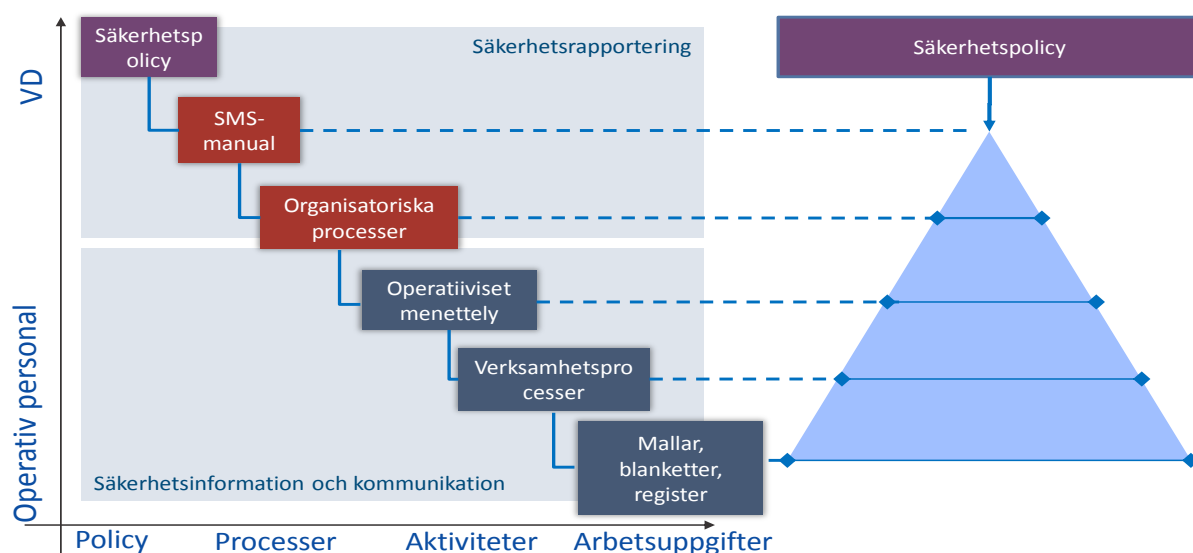 Säkerhetsp
olicy
Säkerhetsrapportering
Säkerhetspolicy
VD
SMS-
manual
Organisatoriska
processer
Operatiiviset
menettely
Verksamhetspro
cesser
Mallar,
blanketter,
register
Säkerhetsinformation och kommunikation
Operativ personal
Policy
Processer
Aktiviteter
Arbetsuppgifter